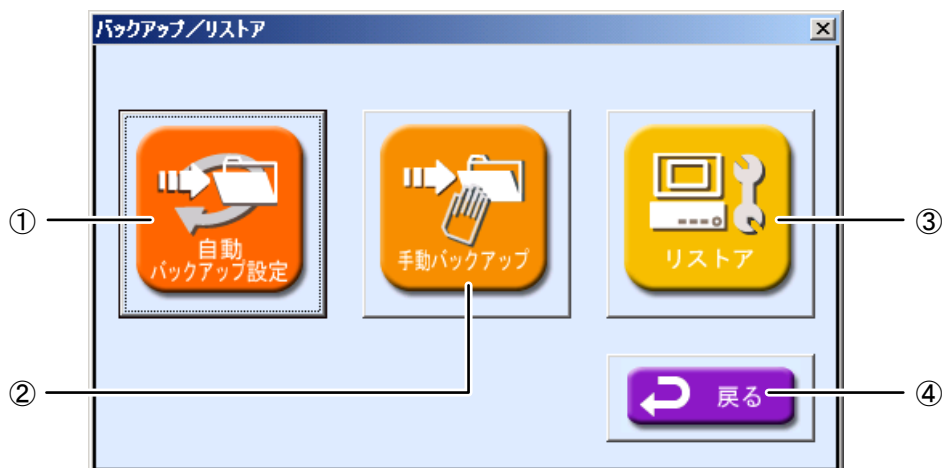 バックアップ/リストア
①
自動
バックアップ設定
手動バックアップ
リストア
③
②
戻る
④